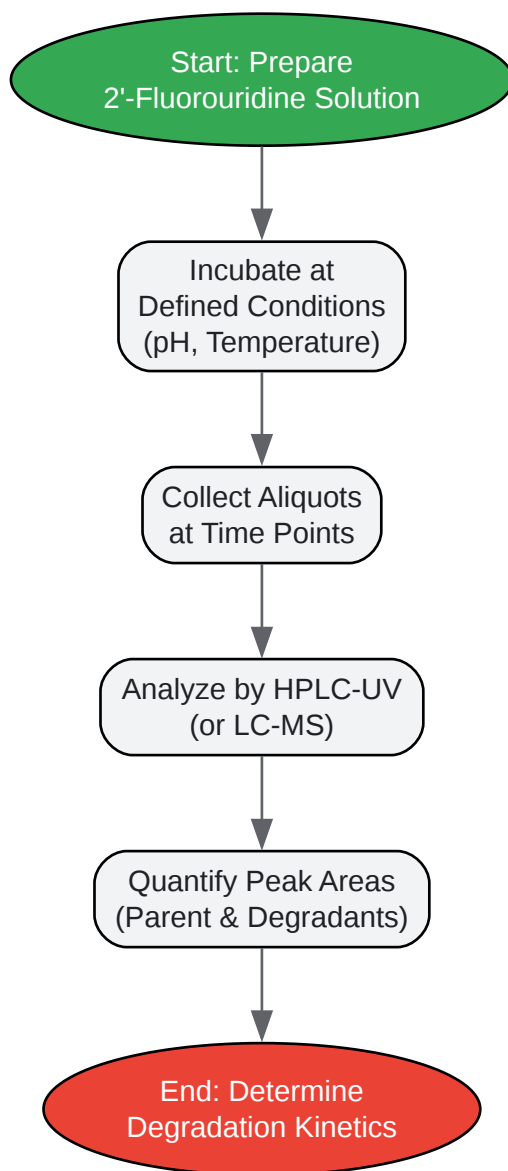 Start: Prepare
2'-Fluorouridine Solution
Incubate at
Defined Conditions
(pH, Temperature)
Collect Aliquots
at Time Points
Analyze by HPLC-UV
(or LC-MS)
Quantify Peak Areas
(Parent & Degradants)
End: Determine
Degradation Kinetics